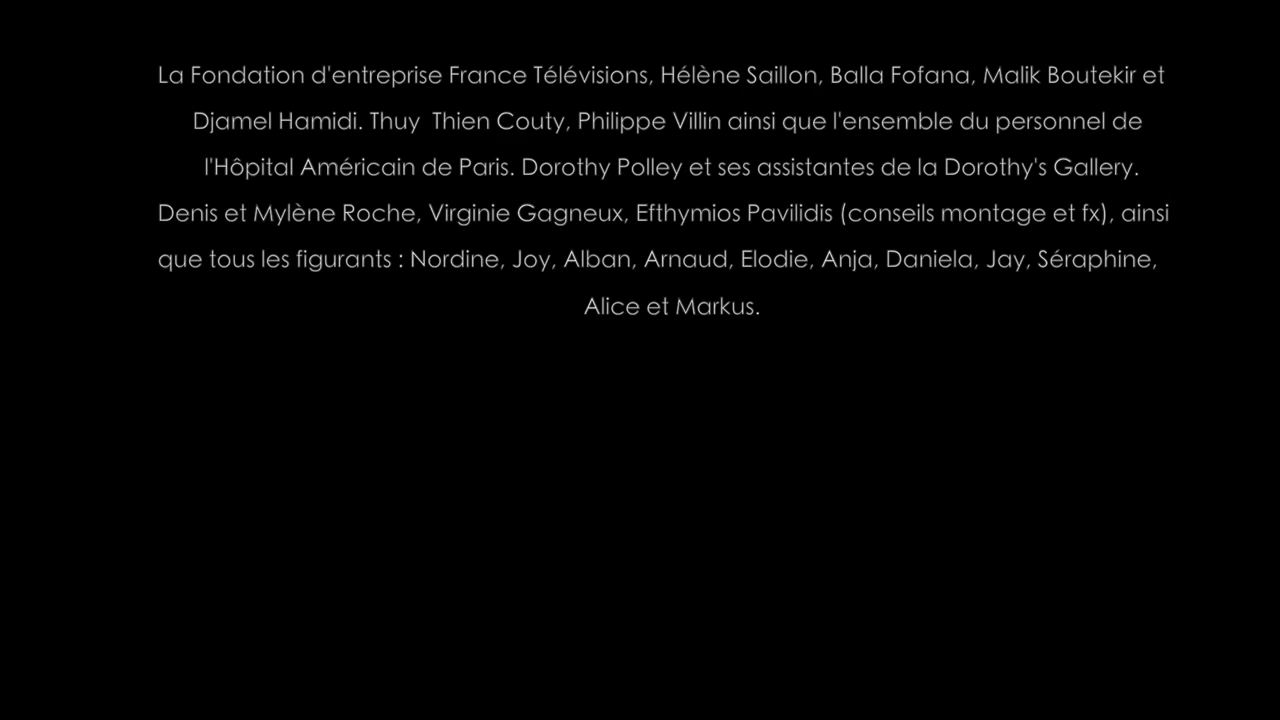 La Fondation d'entreprise France Télévisions, Hélène Saillon, Balla Fofana, Malik Boutekir et
Djamel Hamidi. Thuy  Thien Couty, Philippe Villin ainsi que l'ensemble du personnel de
l'Hôpital Américain de Paris. Dorothy Polley et ses assistantes de la Dorothy's Gallery.
Denis et Mylène Roche, Virginie Gagneux, Efthymios Pavilidis (conseils montage et fx), ainsi
que tous les figurants : Nordine, Joy, Alban, Arnaud, Elodie, Anja, Daniela, Jay, Séraphine,
Alice et Markus.